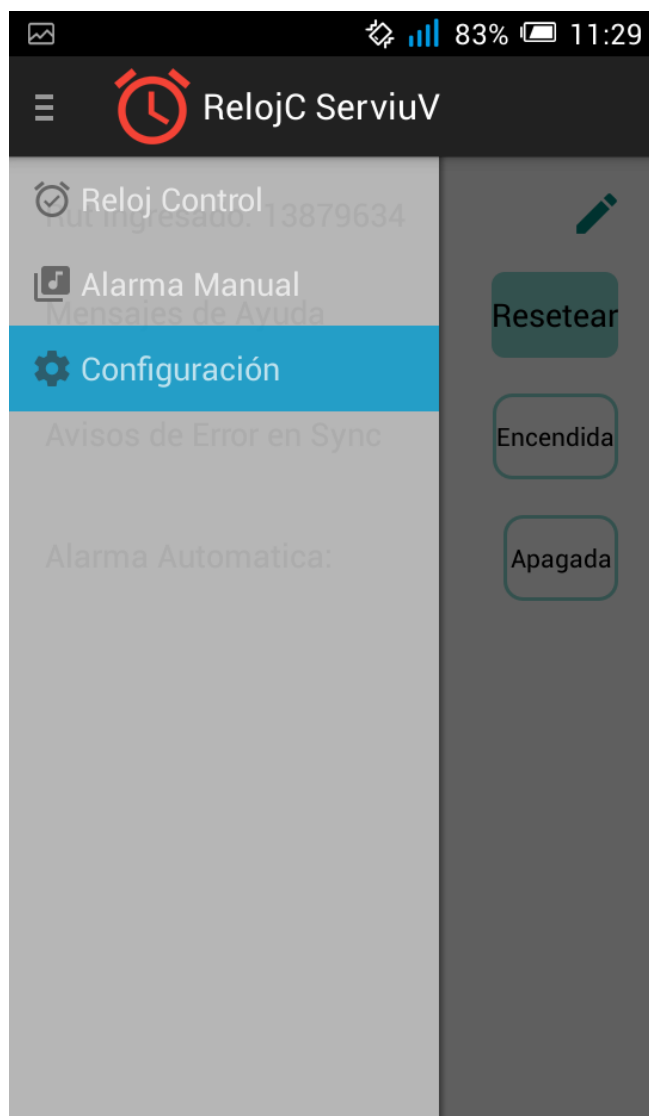 83% 11:29
RelojC ServiuV
Reloj Control
Rut Ingresado: 13879634
Alarma Manual
Mensajes de Ayuda
Resetear
Configuración
Avisos de Error en Sync
Encendida
Alarma Automatica:
Apagada